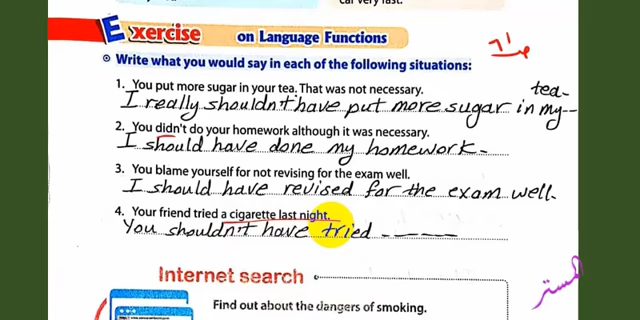 car very fast.
Exercise on Language Functions
Write what you would say in each of the following situations:
1. You put more sugar in your tea. That was not necessary.
tea-
I really shouldn't have put more sugar in my--
2. You didn't do your homework although it was necessary.
I should have done my homework-
3. You blame yourself for not revising for the exam well.
I should have revised for the exam well.
4. Your friend tried a cigarette last night.
You shouldn't have tried ----
Internet search
Find out about the dangers of smoking.